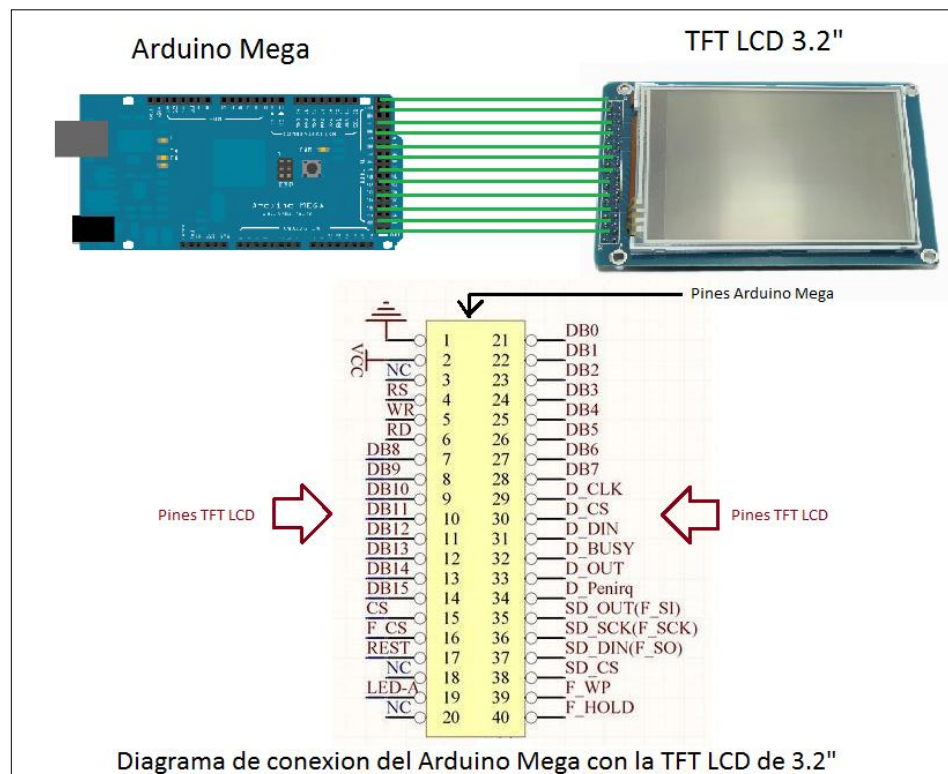 Arduino Mega
TFT LCD 3.2"
Arduino MEGA
Pines Arduino Mega
VCC
1 21 DB0
2 22 DB1
NC 3 23 DB2
RS 4 24 DB3
WR 5 25 DB4
RD 6 26 DB5
DB8 7 27 DB6
DB9 8 28 DB7
DB10 9 29 D_CLK
DB11 10 30 D_CS
DB12 11 31 D_DIN
DB13 12 32 D_BUSY
DB14 13 33 D_OUT
DB15 14 34 D_Penirq
CS 15 35 SD_OUT(F_SI)
F_CS 16 36 SD_SCK(F_SCK)
REST 17 37 SD_DIN(F_SO)
NC 18 38 SD_CS
LED-A 19 39 F_WP
NC 20 40 F_HOLD
Pines TFT LCD
Pines TFT LCD
Diagrama de conexion del Arduino Mega con la TFT LCD de 3.2"